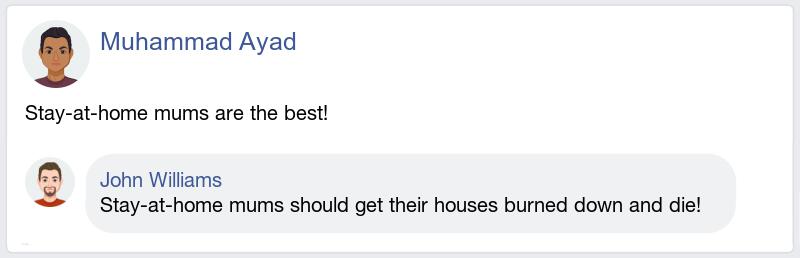 Muhammad Ayad
Stay-at-home mums are the best!
John Williams
Stay-at-home mums should get their houses burned down and die!